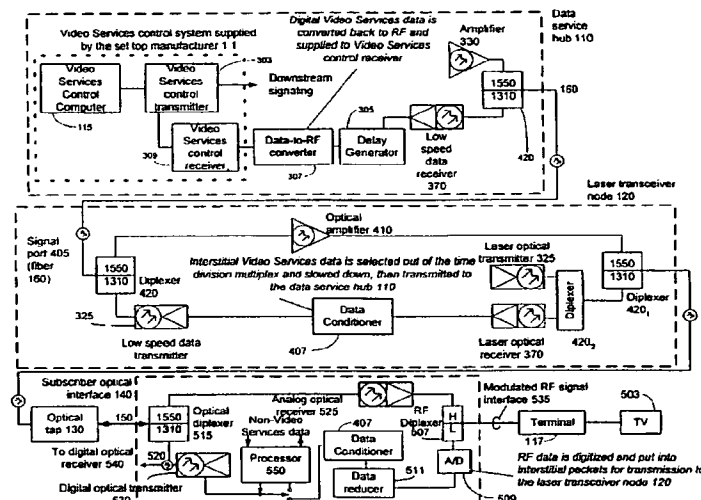 Digital Video Services data is
converted back to RF and
supplied to Video Services
control receiver
Amplifier
330
Data
service
hub 110
Video Services control system supplied
by the set top manufacturer 1 1
303
Video
Services
Control
Computer
Video
Services
control
transmitter
Downstream
signaling
1550
1310
160
115
305
Video
Services
control
receiver
309
Data-to-RF
converter
307
Delay
Generator
Low
speed
data
receiver
370
420
Laser transceiver
node 120
Optical
amplifier 410
Signal
port 405
(fiber
160)
1550
1310
Diplexer
420
Interstitial Video Services data is selected out of the time
division multiplex and slowed down, then transmitted
to the data service hub 110
Laser optical
transmitter 325
1550
1310
Diplexer
420₁
Diplexer
420₂
325
Low speed data
transmitter
Data
Conditioner
407
Laser optical
receiver 370
Subscriber optical
interface 140
Analog optical
receiver 525
Modulated RF signal
interface 535
503
Optical
tap 130
150
1550
1310
Optical
diplexer
515
Non-Video
Services data
407
RF
Diplexer
507
H
L
Terminal
117
TV
To digital optical
receiver 540
520
Processor
550
Data
Conditioner
Data
reducer
511
A/D
509
RF data is digitized and put into
Interstitial packets for transmission to
the laser transceiver node 120
Digital optical transmitter
530